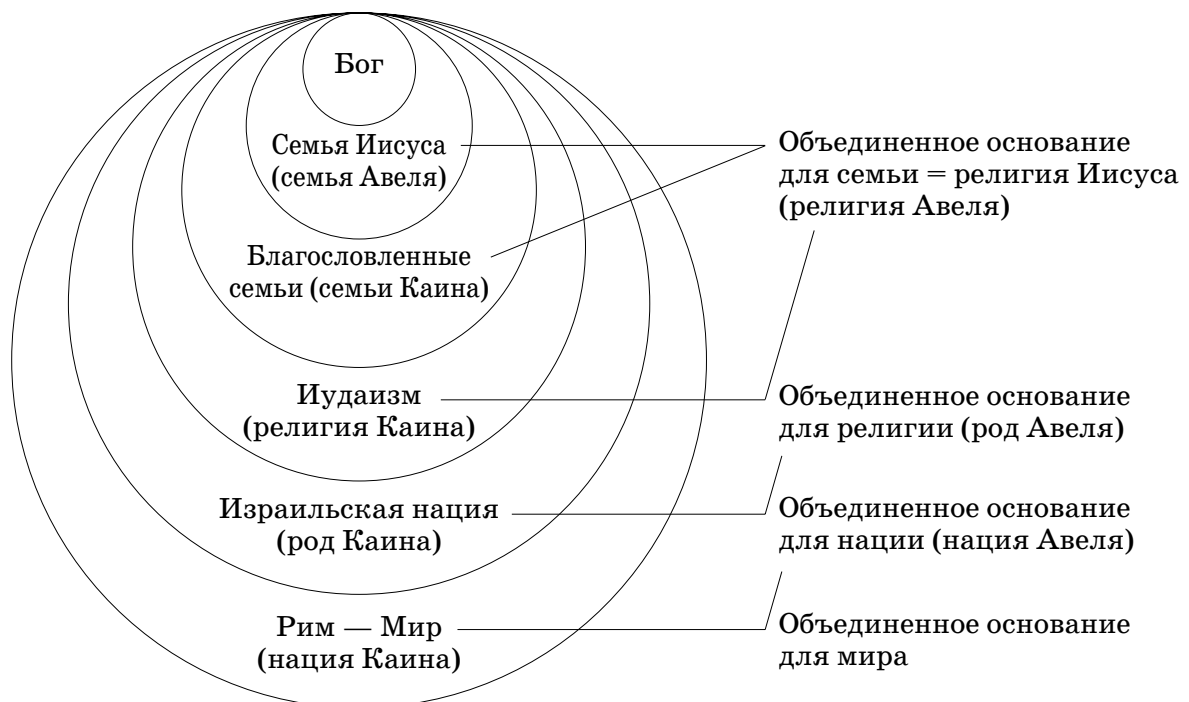 Бог
Семья Иисуса
(семья Авеля)
Благословленные
семьи (семьи Каина)
Иудаизм
(религия Каина)
Израильская нация
(род Каина)
Рим — Мир
(нация Каина)
Объединенное основание
для семьи = религия Иисуса
(религия Авеля)
Объединенное основание
для религии (род Авеля)
Объединенное основание
для нации (нация Авеля)
Объединенное основание
для мира